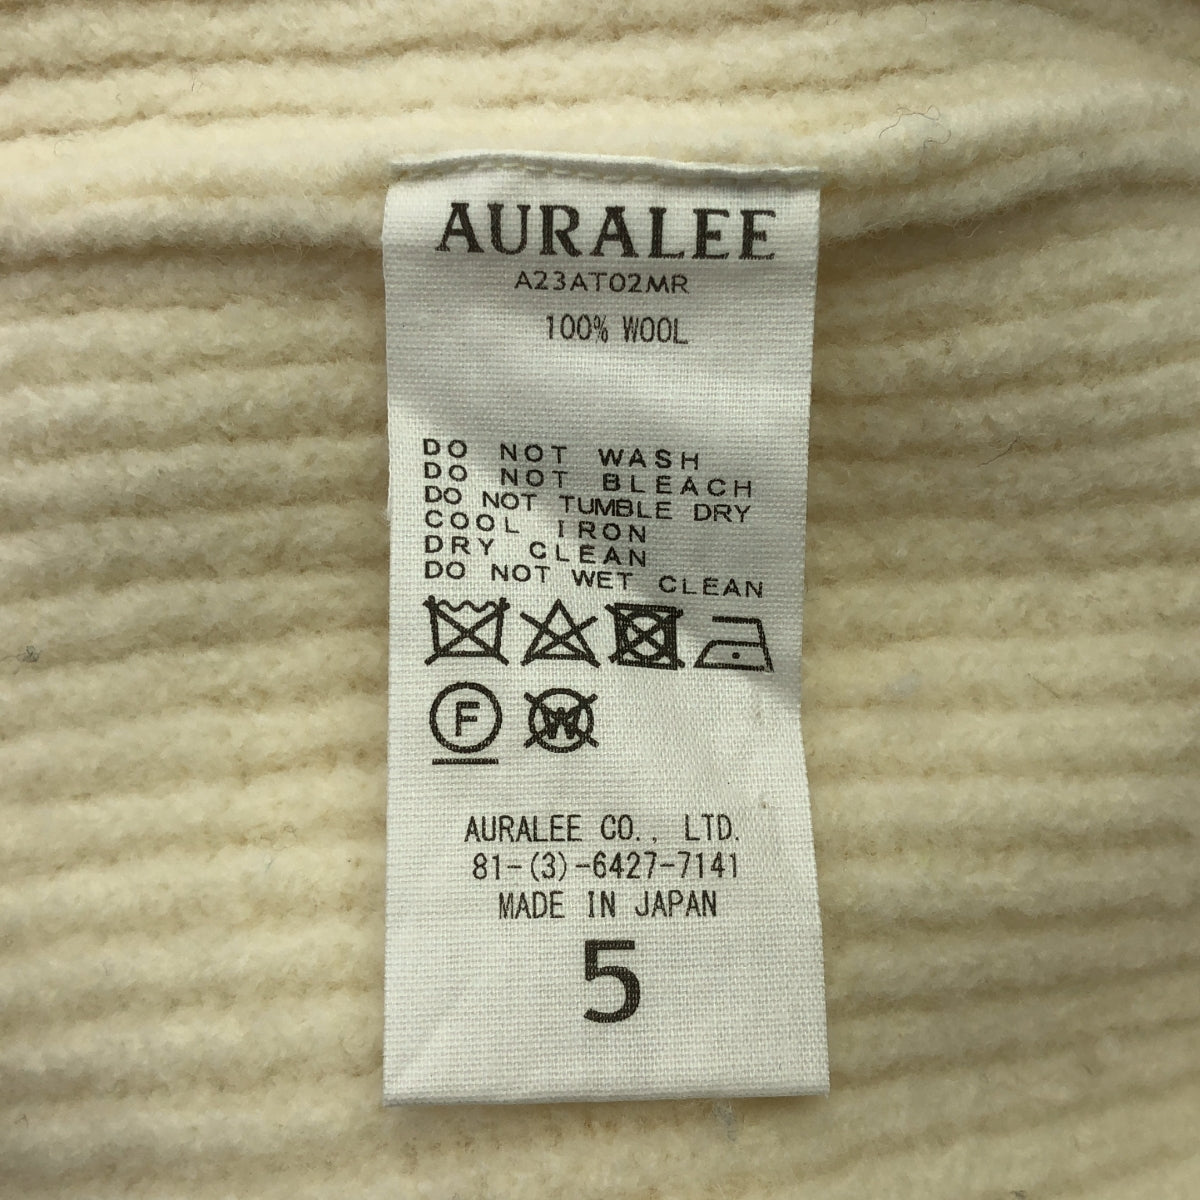 AURALEE
A23AT02MR
100% WOOL
DO NOT WASH
DO NOT BLEACH
DO NOT TUMBLE DRY
COOL IRON
DRY CLEAN
DO NOT WET CLEAN
F W
AURALEE CO., LTD.
81-(3)-6427-7141
MADE IN JAPAN
5